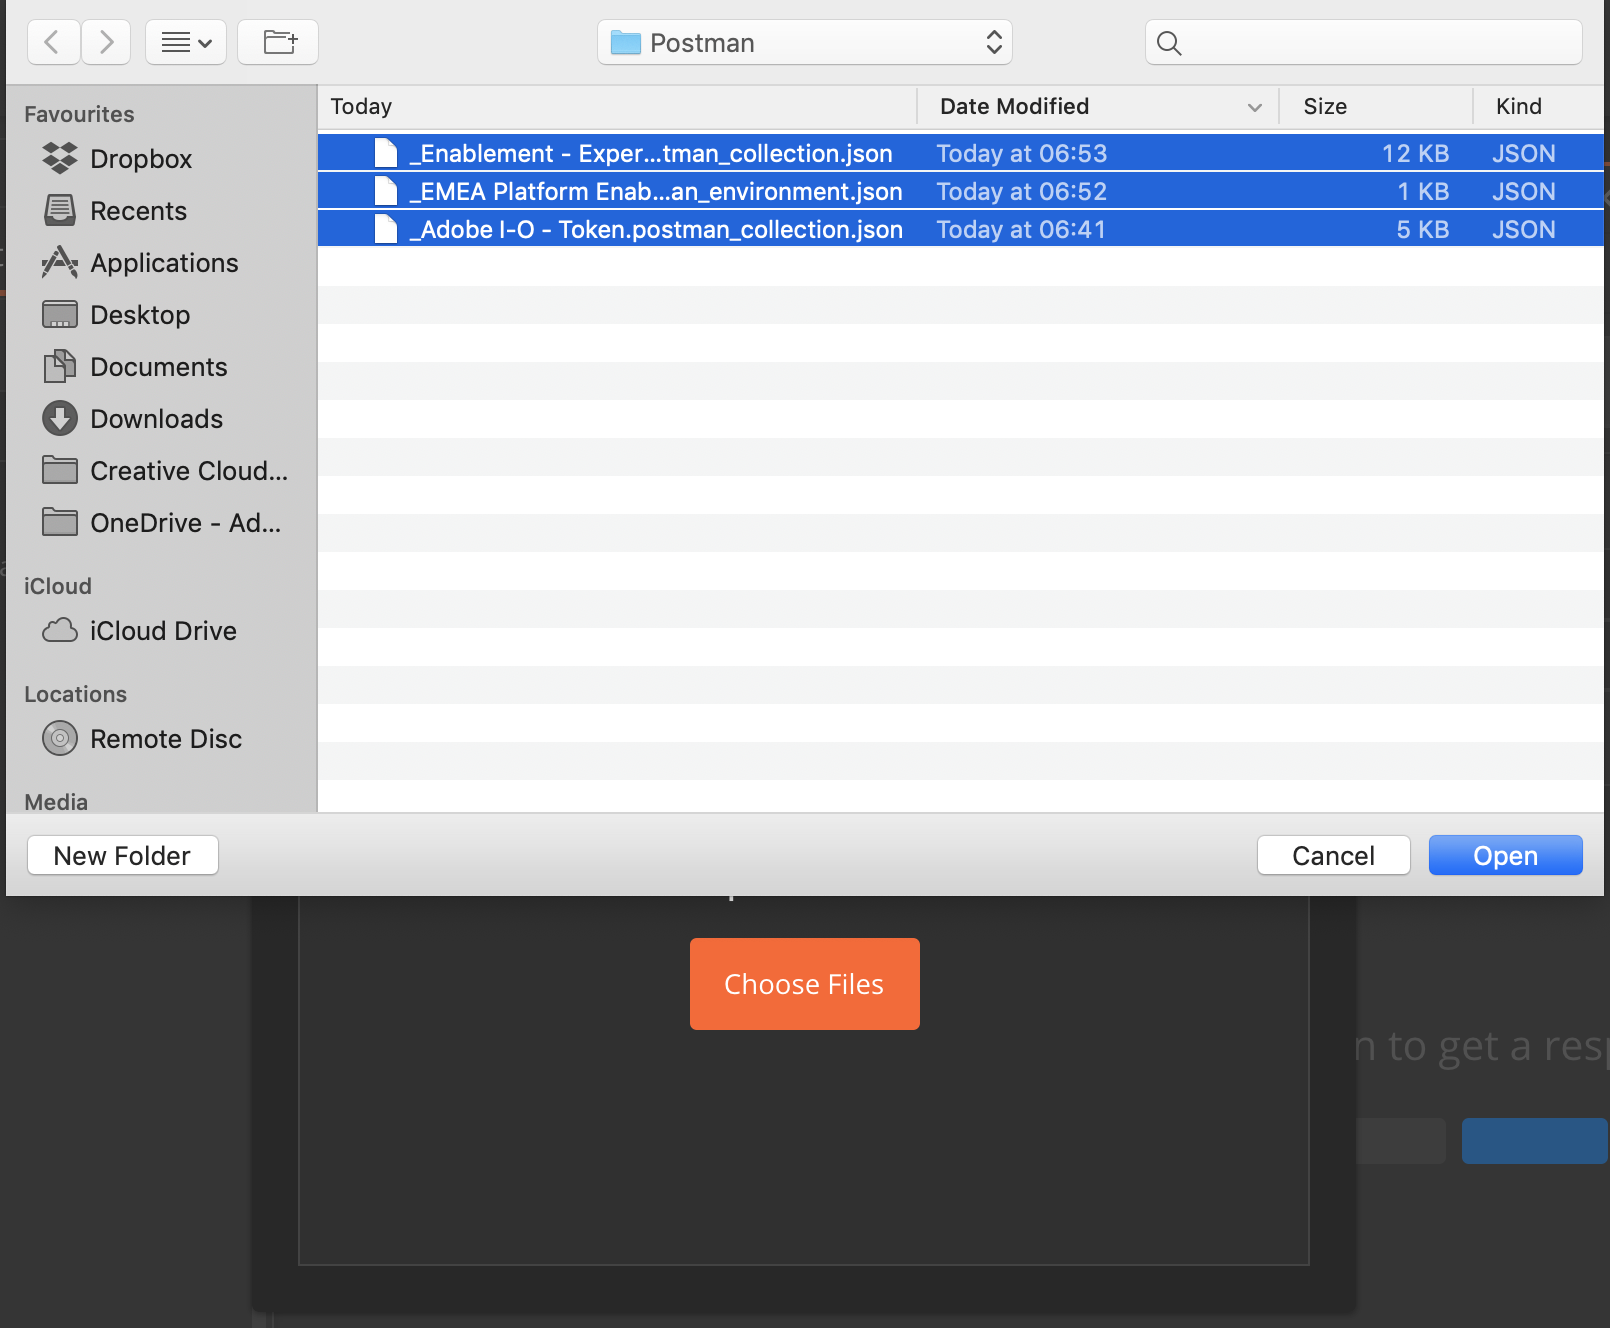 Postman
Favourites
Dropbox
Recents
Applications
Desktop
Documents
Downloads
Creative Cloud...
OneDrive - Ad...
iCloud
iCloud Drive
Locations
Remote Disc
Media
Today Date Modified Size Kind
_Enablement - Exper...tman_collection.json Today at 06:53 12 KB JSON
_EMEA Platform Enab...an_environment.json Today at 06:52 1 KB JSON
_Adobe I-O - Token.postman_collection.json Today at 06:41 5 KB JSON
New Folder Cancel Open
Choose Files
to get a